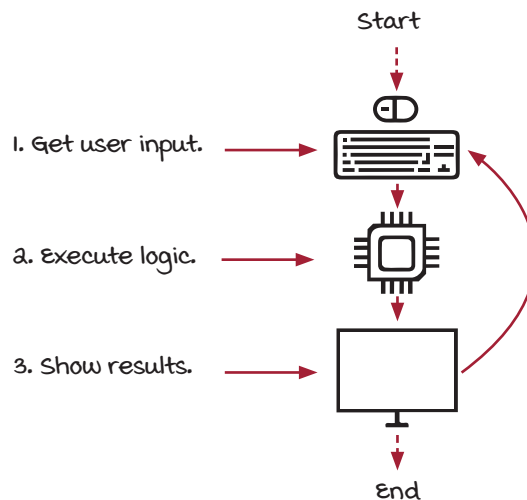 Start
1. Get user input.
2. Execute logic.
3. Show results.
End